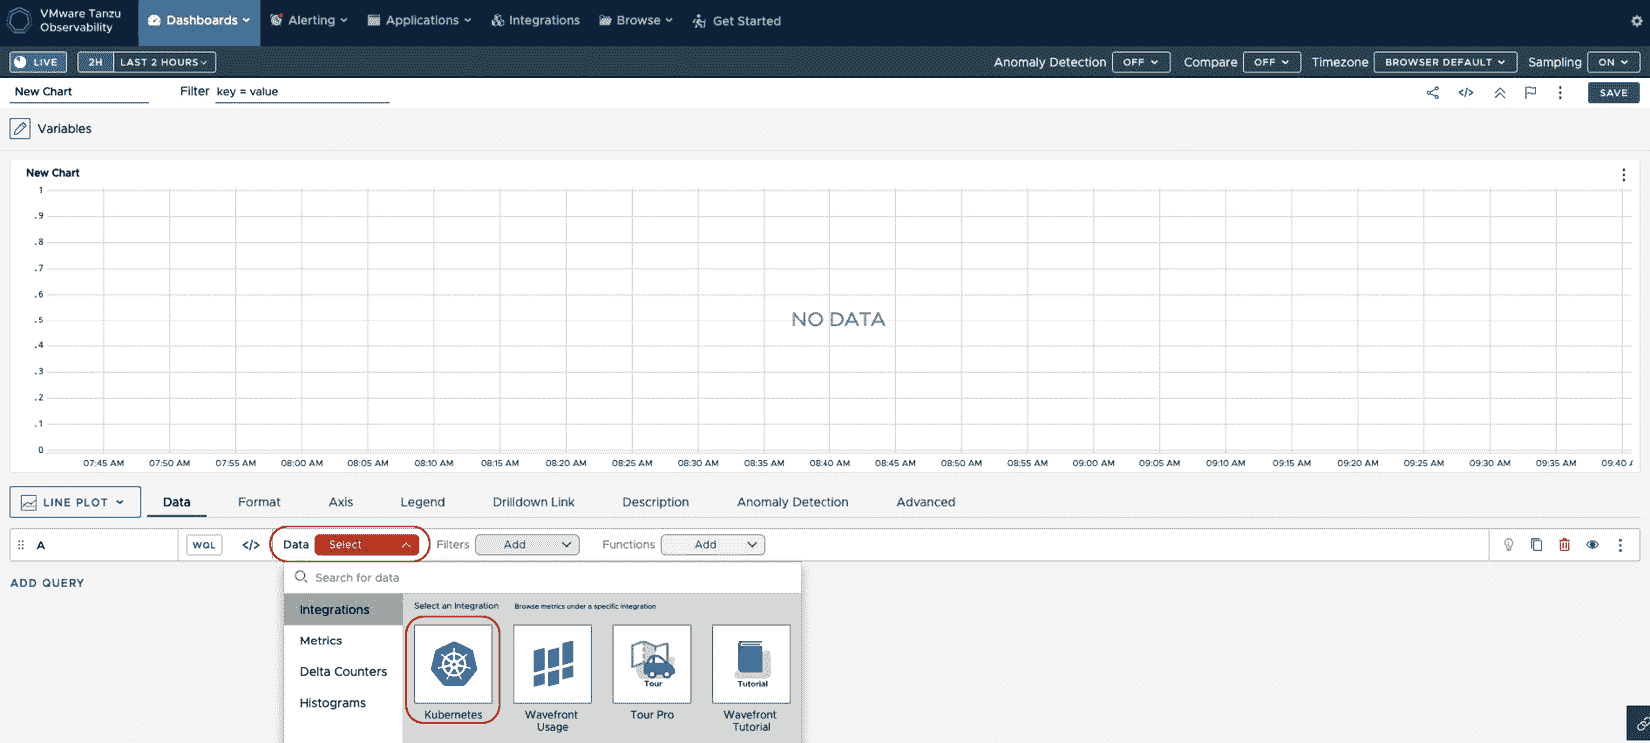 VMware Tanzu
Observability
Dashboards
Alerting
Applications
Integrations
Browse
Get Started
LIVE
2H
LAST 2 HOURS
Anomaly Detection
OFF
Compare
OFF
Timezone
BROWSER DEFAULT
Sampling
ON
New Chart
Filter
key = value
SAVE
Variables
New Chart
1
.9
.8
.7
.6
.5
.4
.3
.2
.1
0
NO DATA
07:45 AM
07:50 AM
07:55 AM
08:00 AM
08:05 AM
08:10 AM
08:15 AM
08:20 AM
08:25 AM
08:30 AM
08:35 AM
08:40 AM
08:45 AM
08:50 AM
08:55 AM
09:00 AM
09:05 AM
09:10 AM
09:15 AM
09:20 AM
09:25 AM
09:30 AM
09:35 AM
09:40 A
LINE PLOT
Data
Format
Axis
Legend
Drilldown Link
Description
Anomaly Detection
Advanced
A
WQL
</>
Data
Select
Filters
Add
Functions
Add
ADD QUERY
Search for data
Integrations
Metrics
Delta Counters
Histograms
Select an Integration
Browse metrics under a specific integration
Kubernetes
Wavefront
Usage
Tour
Tour Pro
Tutorial
Wavefront
Tutorial